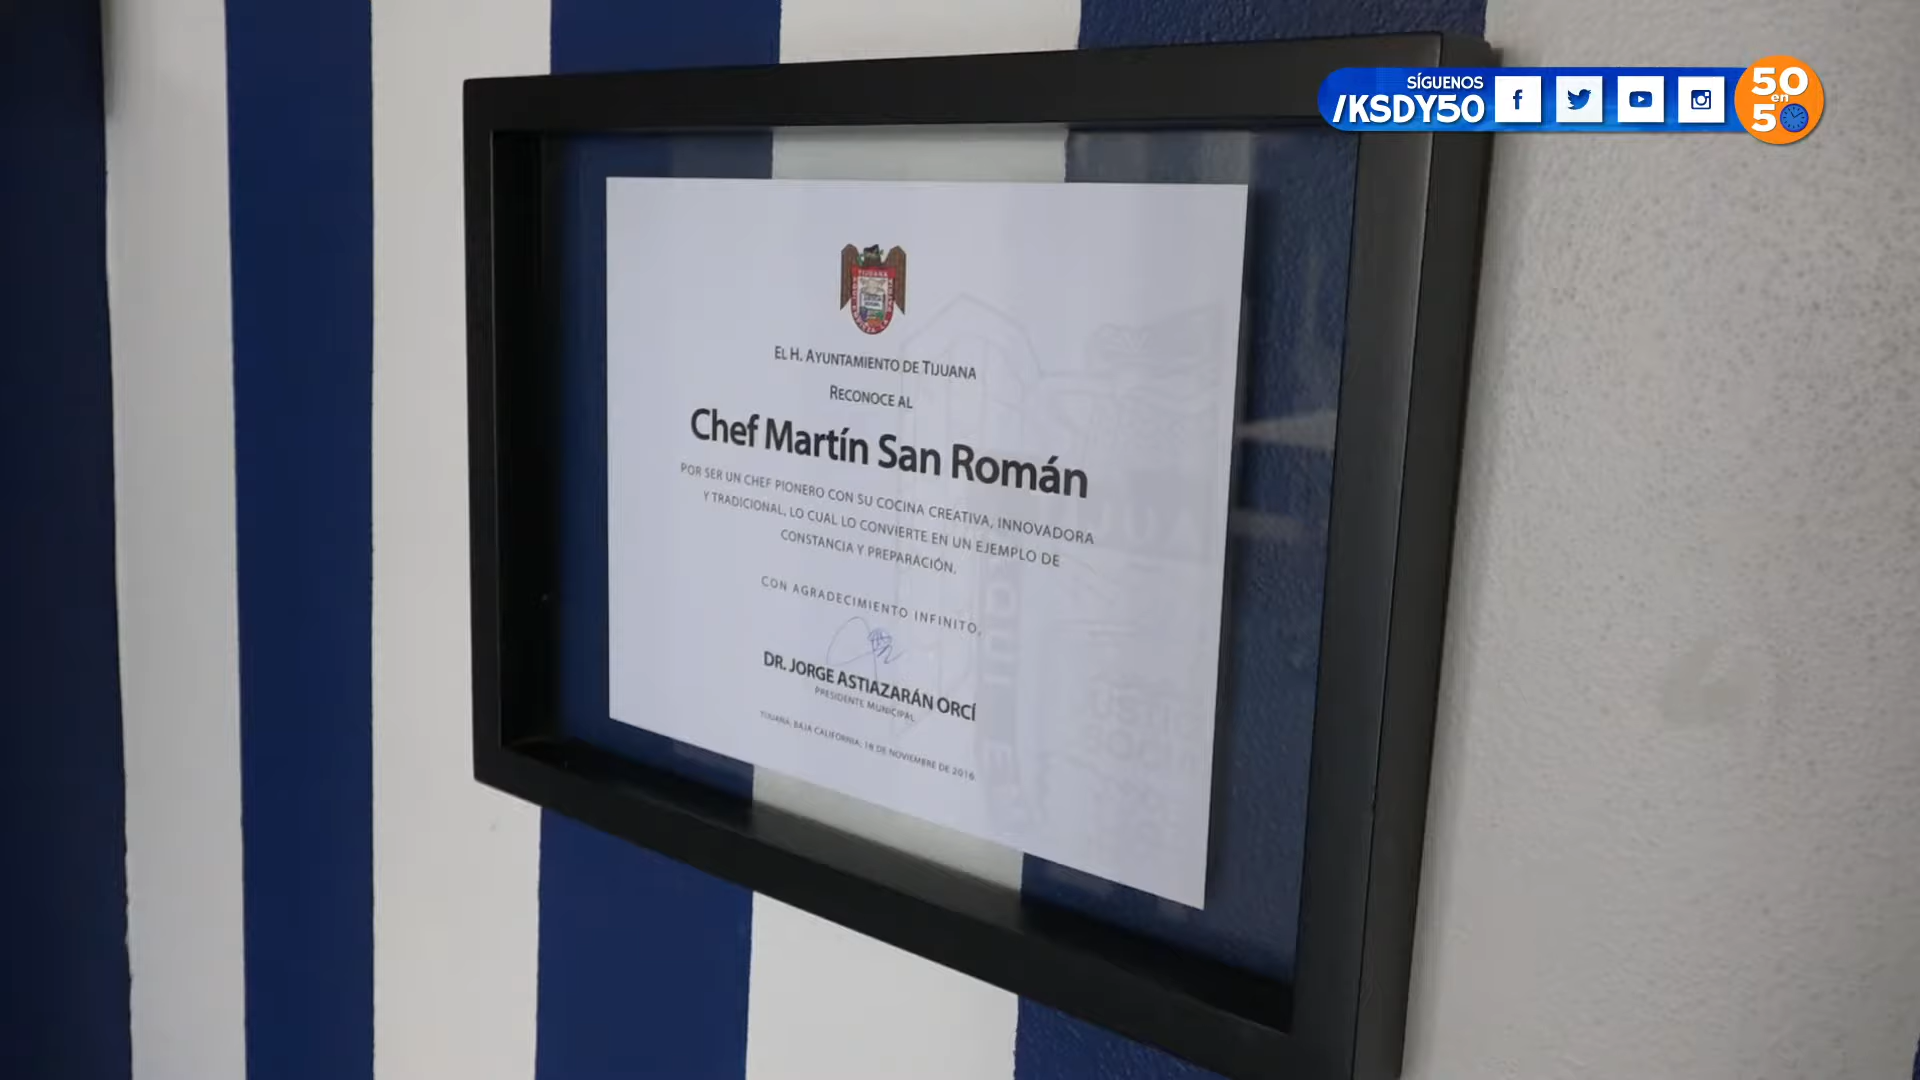 SÍGUENOS
/KSDY50
50
en
5
TIJUANA
EL H. AYUNTAMIENTO DE TIJUANA
RECONOCE AL
Chef Martín San Román
POR SER UN CHEF PIONERO CON SU COCINA CREATIVA, INNOVADORA
Y TRADICIONAL, LO CUAL LO CONVIERTE EN UN EJEMPLO DE
CONSTANCIA Y PREPARACIÓN.
CON AGRADECIMIENTO INFINITO,
DR. JORGE ASTIAZARÁN ORCÍ
PRESIDENTE MUNICIPAL
TIJUANA, BAJA CALIFORNIA; 18 DE NOVIEMBRE DE 2016